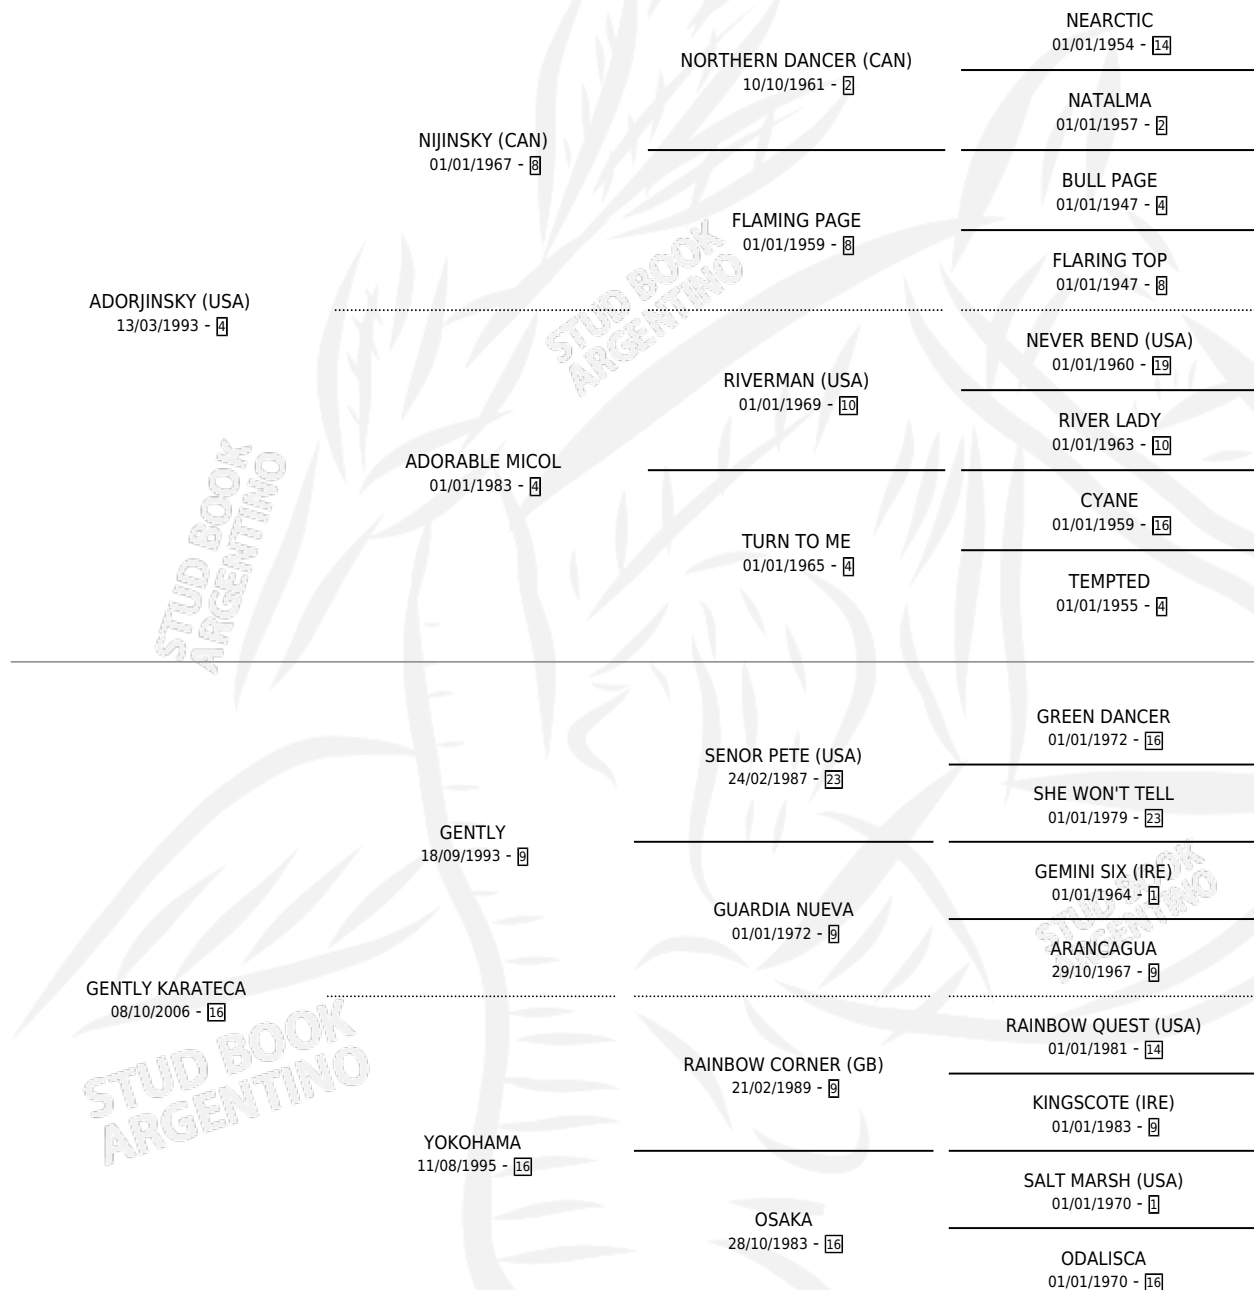 NEARCTIC
01/01/1954 - 14
NORTHERN DANCER (CAN)
10/10/1961 - 2
NATALMA
01/01/1957 - 2
NIJINSKY (CAN)
01/01/1967 - 8
BULL PAGE
01/01/1947 - 4
FLAMING PAGE
01/01/1959 - 8
FLARING TOP
01/01/1947 - 8
ADORJINSKY (USA)
13/03/1993 - 4
NEVER BEND (USA)
01/01/1960 - 19
RIVERMAN (USA)
01/01/1969 - 10
RIVER LADY
01/01/1963 - 10
ADORABLE MICOL
01/01/1983 - 4
CYANE
01/01/1959 - 16
TURN TO ME
01/01/1965 - 4
TEMPTED
01/01/1955 - 4
STUD BOOK
ARGENTINO
STUD BOOK
ARGENTINO
GREEN DANCER
01/01/1972 - 16
SENOR PETE (USA)
24/02/1987 - 23
SHE WON'T TELL
01/01/1979 - 23
GENTLY
18/09/1993 - 9
GEMINI SIX (IRE)
01/01/1964 - 1
GUARDIA NUEVA
01/01/1972 - 9
ARANCAGUA
29/10/1967 - 9
STUD BOOK
ARGENTINO
GENTLY KARATECA
08/10/2006 - 16
RAINBOW QUEST (USA)
01/01/1981 - 14
RAINBOW CORNER (GB)
21/02/1989 - 9
KINGSCOTE (IRE)
01/01/1983 - 9
YOKOHAMA
11/08/1995 - 16
SALT MARSH (USA)
01/01/1970 - 1
OSAKA
28/10/1983 - 16
ODALISCA
01/01/1970 - 16
STUD BOOK
ARGENTINO